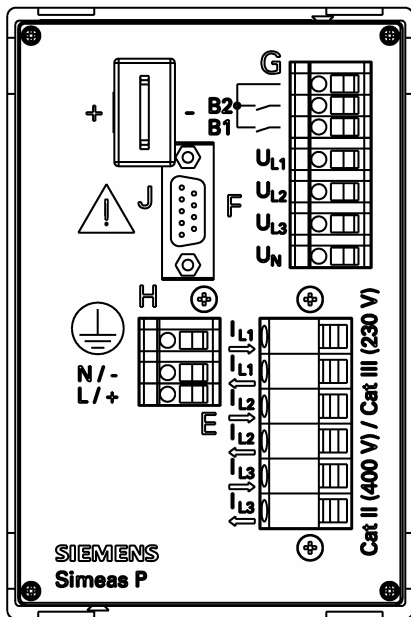 G
+
-
B2
B1
UL1
J
F
UL2
UL3
UN
H
IL1
IL1
N / -
L / +
IL2
E
IL2
IL3
IL3
Cat II (400 V) / Cat III (230 V)
SIEMENS
Simeas P